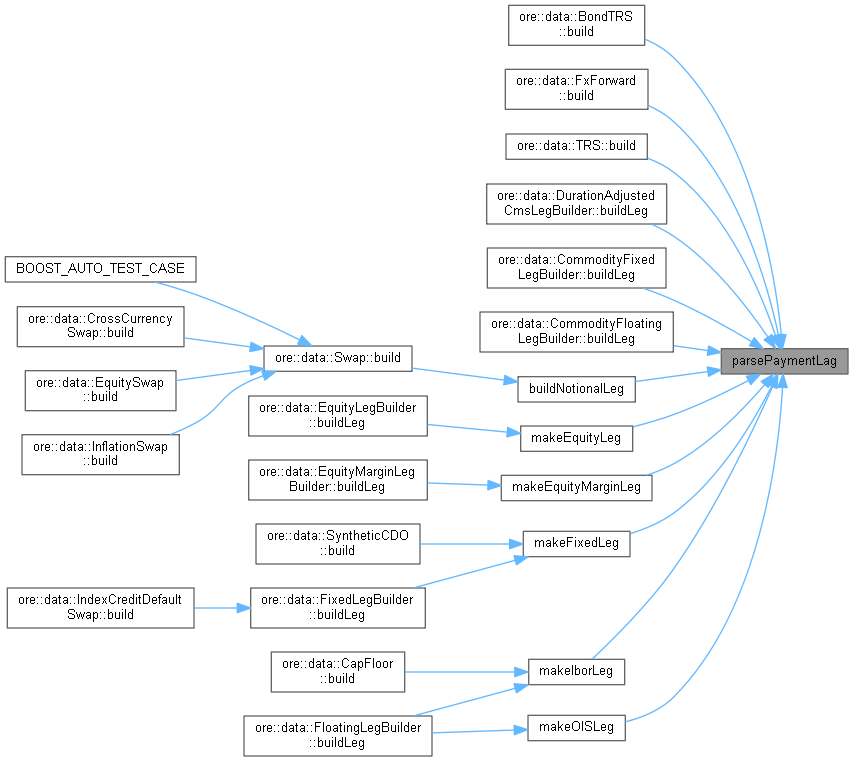 ore::data::BondTRS
::build
ore::data::FxForward
::build
ore::data::TRS::build
ore::data::DurationAdjusted
CmsLegBuilder::buildLeg
ore::data::CommodityFixed
LegBuilder::buildLeg
ore::data::CommodityFloating
LegBuilder::buildLeg
BOOST_AUTO_TEST_CASE
ore::data::CrossCurrency
Swap::build
ore::data::EquitySwap
::build
ore::data::InflationSwap
::build
ore::data::Swap::build
buildNotionalLeg
parsePaymentLag
ore::data::EquityLegBuilder
::buildLeg
makeEquityLeg
ore::data::EquityMarginLeg
Builder::buildLeg
makeEquityMarginLeg
ore::data::SyntheticCDO
::build
makeFixedLeg
ore::data::IndexCreditDefault
Swap::build
ore::data::FixedLegBuilder
::buildLeg
ore::data::CapFloor
::build
makeIborLeg
ore::data::FloatingLegBuilder
::buildLeg
makeOISLeg